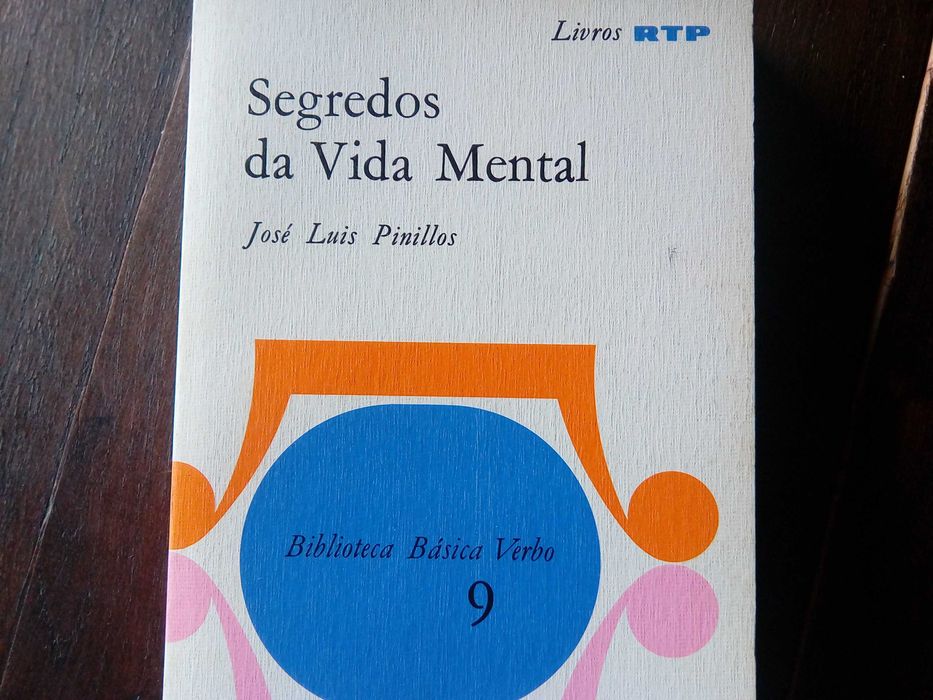 Livros RTP
Segredos
da Vida Mental
José Luis Pinillos
Biblioteca Básica Verbo
9